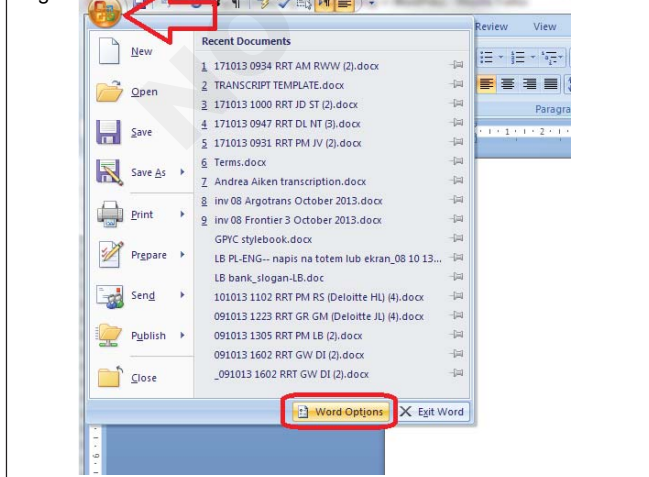 Review View
Paragra
New
Open
Save
Save As
Print
Prepare
Send
Publish
Close
Recent Documents
1 171013 0934 RRT AM RWW (2).docx
2 TRANSCRIPT TEMPLATE.docx
3 171013 1000 RRT JD ST (2).docx
4 171013 0947 RRT DL NT (3).docx
5 171013 0931 RRT PM JV (2).docx
6 Terms.docx
7 Andrea Aiken transcription.docx
8 inv 08 Argotrans October 2013.docx
9 inv 08 Frontier 3 October 2013.docx
GPYC stylebook.docx
LB PL-ENG-- napis na totem lub ekran_08 10 13...
LB bank_slogan-LB.doc
101013 1102 RRT PM RS (Deloitte HL) (4).docx
091013 1223 RRT GR GM (Deloitte JL) (4).docx
091013 1305 RRT PM LB (2).docx
091013 1602 RRT GW DI (2).docx
_091013 1602 RRT GW DI (2).docx
Word Options
Exit Word